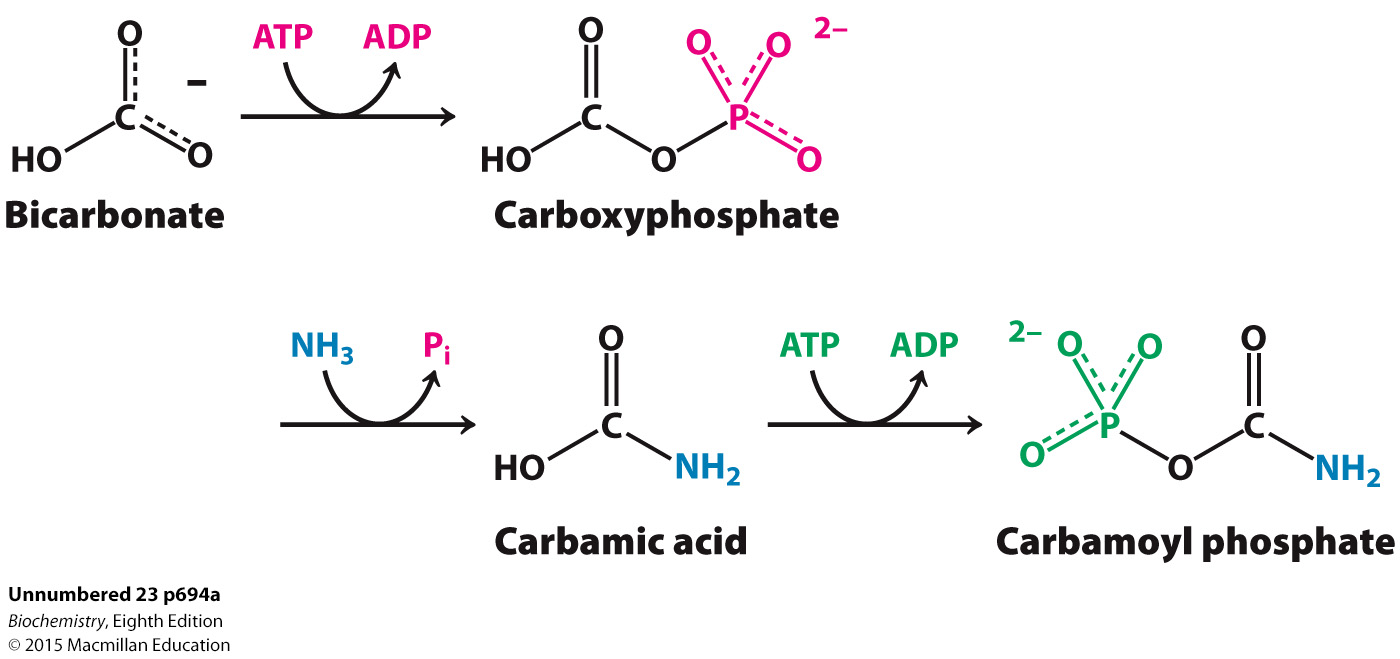 O ATP ADP O O O 2–
C – C P
HO O HO O O
Bicarbonate Carboxyphosphate
NH3 Pi O ATP ADP 2– O O O
C P C
HO NH2 O O NH2
Carbamic acid Carbamoyl phosphate
Unnumbered 23 p694a
Biochemistry, Eighth Edition
© 2015 Macmillan Education